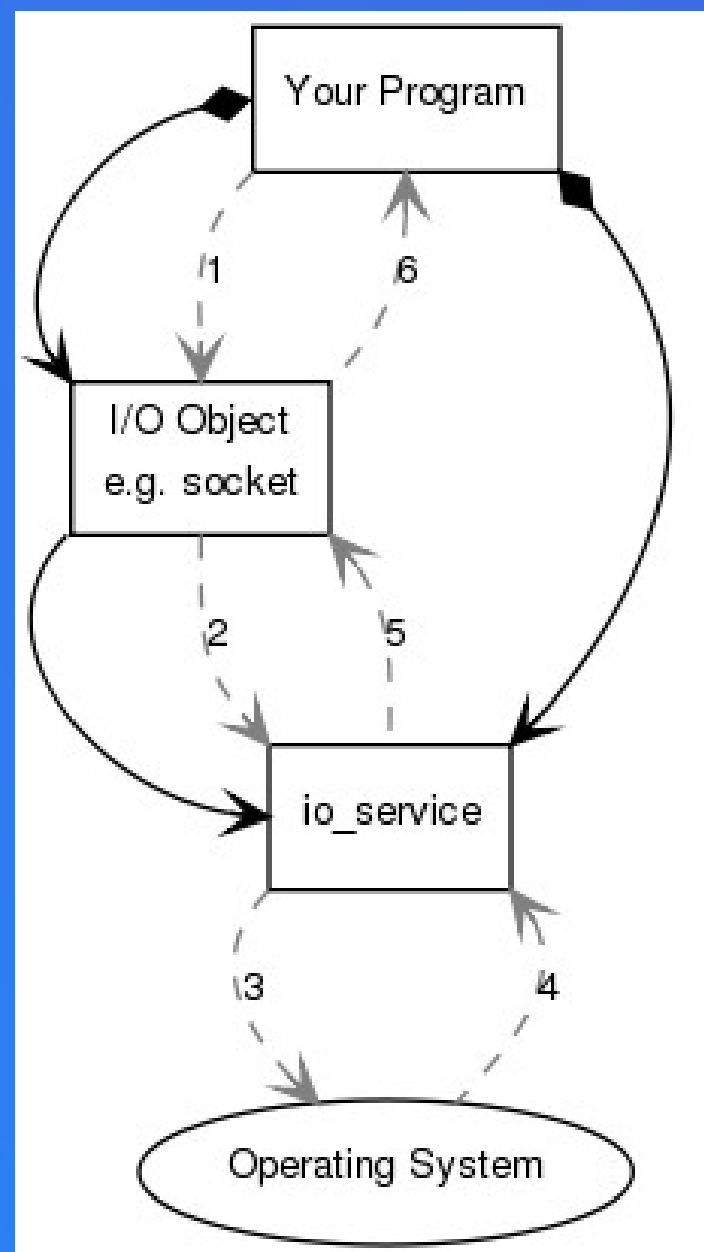 Your Program
1
6
I/O Object
e.g. socket
2
5
io_service
3
4
Operating System